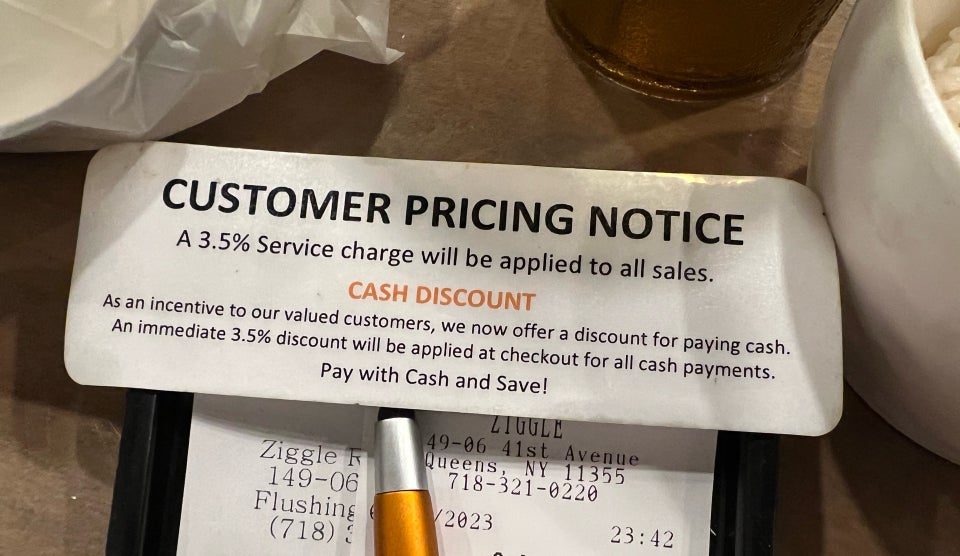 CUSTOMER PRICING NOTICE
A 3.5% Service charge will be applied to all sales.
CASH DISCOUNT
As an incentive to our valued customers, we now offer a discount for paying cash.
An immediate 3.5% discount will be applied at checkout for all cash payments.
Pay with Cash and Save!
Ziggle
149-06
Flushing
(718)
ZIGGLE
49-06 41st Avenue
Queens, NY 11355
718-321-0220
/2023
23:42